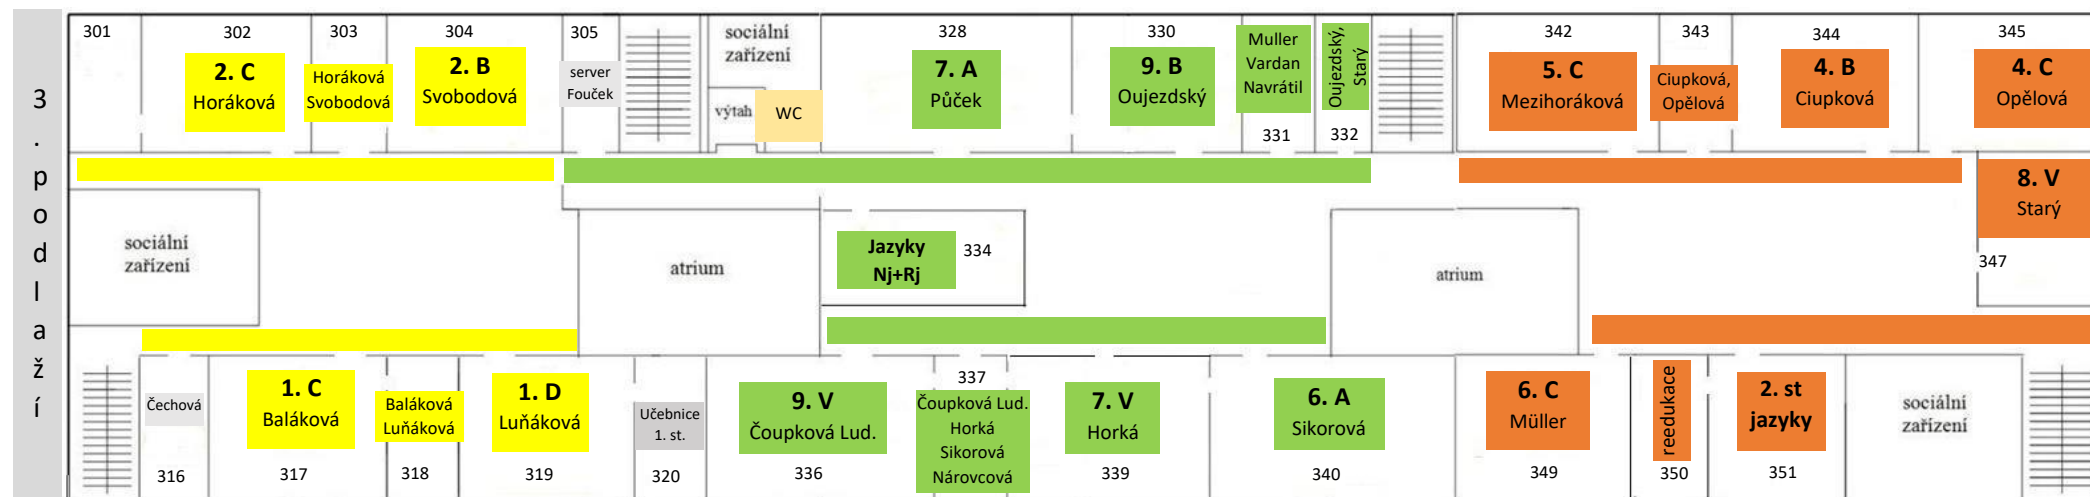 3.podlaží
301
302
2. C
Horáková
303
Horáková
Svobodová
304
2. B
Svobodová
305
server
Fouček
sociální
zařízení
výtah
WC
328
7. A
Půček
330
9. B
Oujezdský
Muller
Vardan
Navrátil
331
Oujezdský,
Starý
332
342
5. C
Mezihoráková
343
Ciupková,
Opělová
344
4. B
Ciupková
345
4. C
Opělová
8. V
Starý
347
sociální
zařízení
atrium
Jazyky
Nj+Rj
334
atrium
Čechová
316
1. C
Baláková
317
Baláková
Luňáková
318
1. D
Luňáková
319
Učebnice
1. st.
320
9. V
Čoupková Lud.
336
337
Čoupková Lud.
Horká
Sikorová
Nárovcová
7. V
Horká
339
6. A
Sikorová
340
6. C
Müller
349
reedukace
350
2. st
jazyky
351
sociální
zařízení